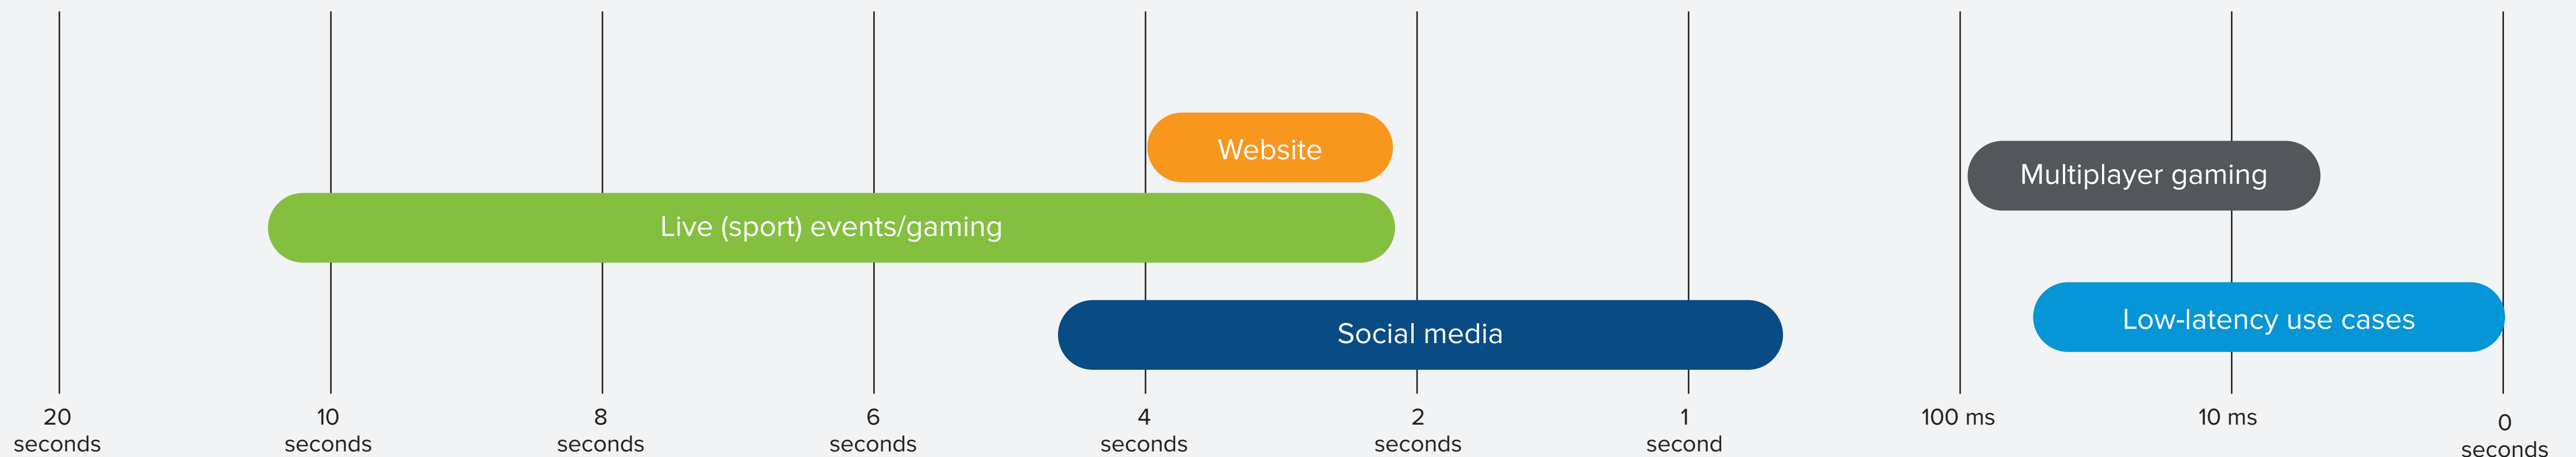 Website
Multiplayer gaming
Live (sport) events/gaming
Low-latency use cases
Social media
20
seconds
10
seconds
8
seconds
6
seconds
4
seconds
2
seconds
1
second
100 ms
10 ms
0
seconds